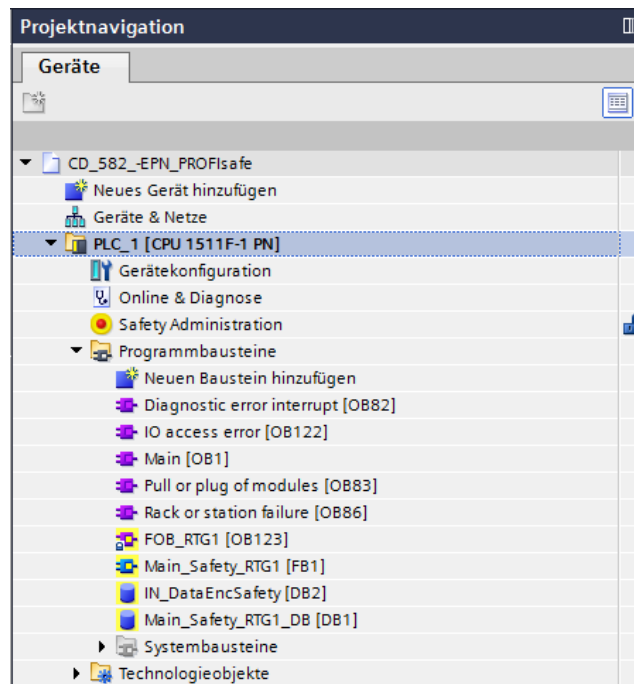 Projektnavigation
Geräte
CD_582_-EPN_PROFIsafe
Neues Gerät hinzufügen
Geräte & Netze
PLC_1 [CPU 1511F-1 PN]
Gerätekonfiguration
Online & Diagnose
Safety Administration
Programmbausteine
Neuen Baustein hinzufügen
Diagnostic error interrupt [OB82]
IO access error [OB122]
Main [OB1]
Pull or plug of modules [OB83]
Rack or station failure [OB86]
FOB_RTG1 [OB123]
Main_Safety_RTG1 [FB1]
IN_DataEncSafety [DB2]
Main_Safety_RTG1_DB [DB1]
Systembausteine
Technologieobjekte